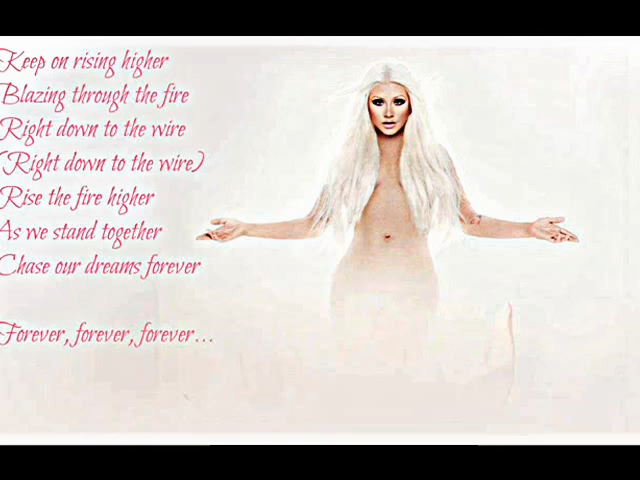 Keep on rising higher
Blazing through the fire
Right down to the wire
(Right down to the wire)
Rise the fire higher
As we stand together
Chase our dreams forever
Forever, forever, forever...